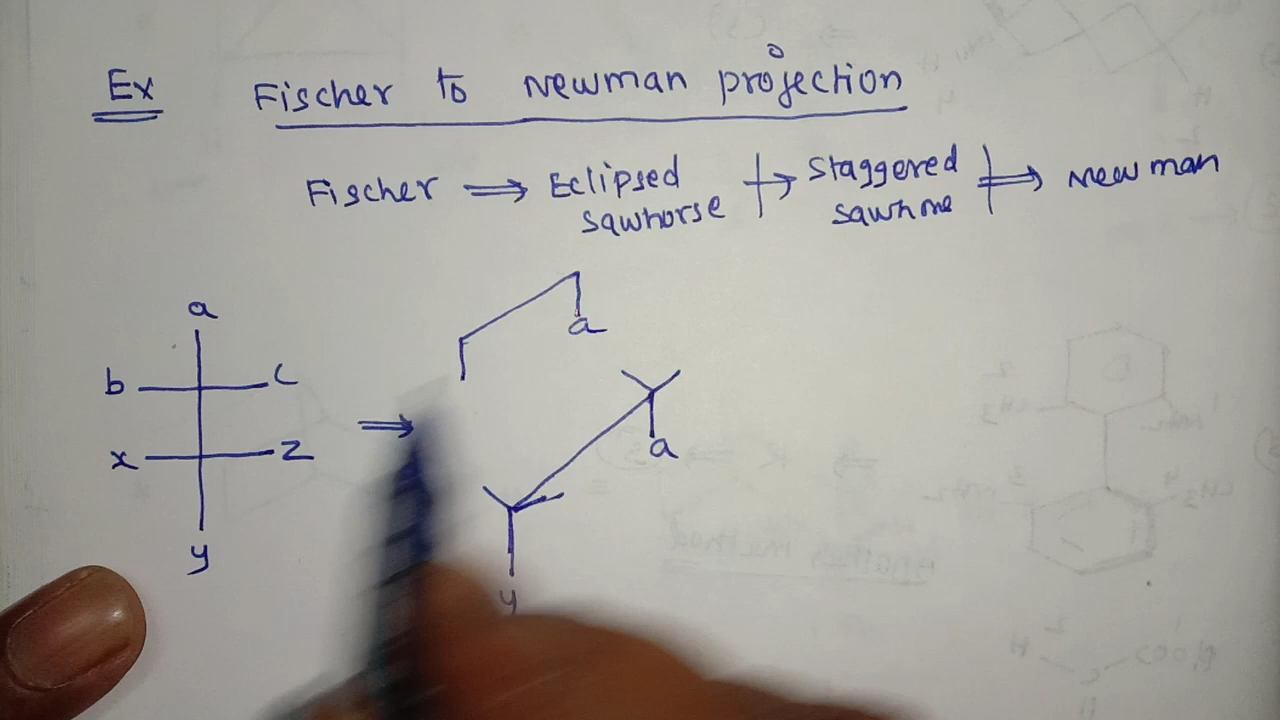 Ex Fischer to Newman projection
Fischer ⟹ Eclipsed sawhorse → Staggered sawhorse ⟹ Newman
a
b c
x z
y
⟹
a
a
y